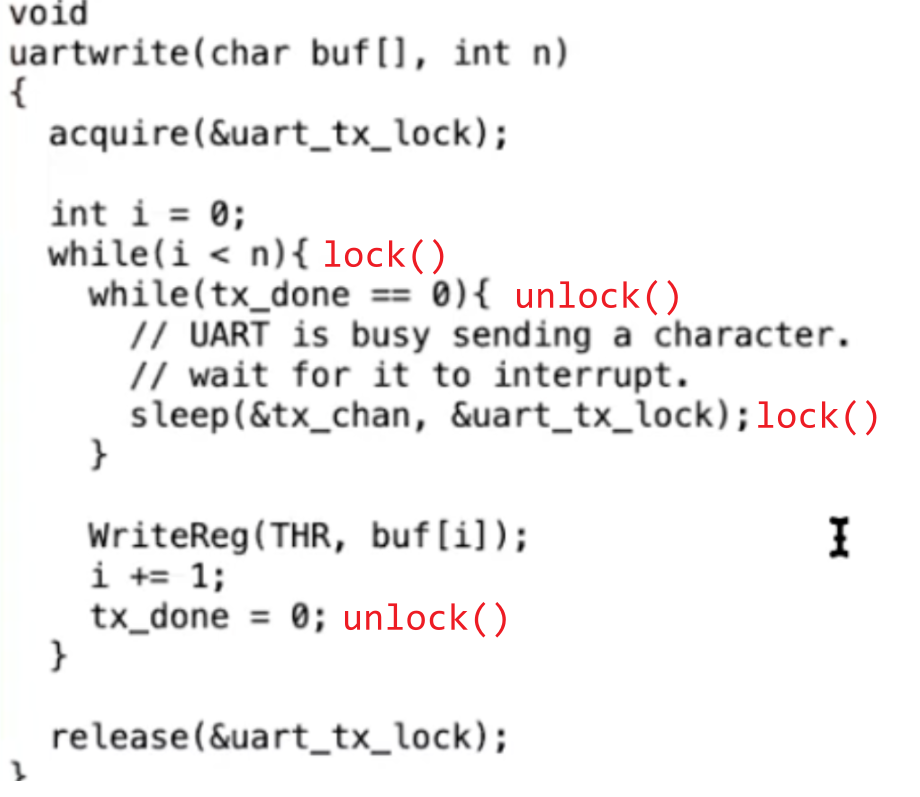 void
uartwrite(char buf[], int n)
{
  acquire(&uart_tx_lock);

  int i = 0;
  while(i < n){ lock()
    while(tx_done == 0){ unlock()
      // UART is busy sending a character.
      // wait for it to interrupt.
      sleep(&tx_chan, &uart_tx_lock); lock()
    }

    WriteReg(THR, buf[i]);
    i += 1;
    tx_done = 0; unlock()
  }

  release(&uart_tx_lock);
}